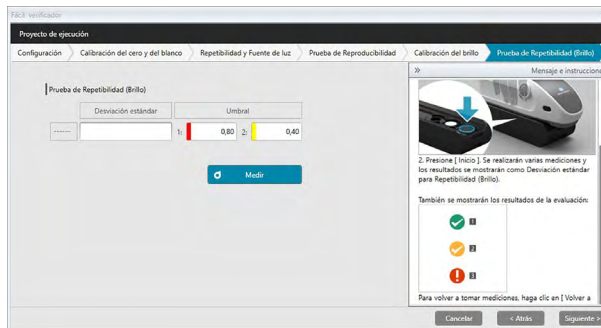 Fácil verificador
Proyecto de ejecución
Configuración
Calibración del cero y del blanco
Repetibilidad y Fuente de luz
Prueba de Reproducibilidad
Calibración del brillo
Prueba de Repetibilidad (Brillo)
Prueba de Repetibilidad (Brillo)
Desviación estándar
Umbral
------
1: 0,80 2: 0,40
Medir
» Mensaje e instruccione
2. Presione [ Inicio ]. Se realizarán varias mediciones y
los resultados se mostrarán como Desviación estándar
para Repetibilidad (Brillo).
También se mostrarán los resultados de la evaluación:
1
2
3
Para volver a tomar mediciones, haga clic en [ Volver a
Cancelar
< Atrás
Siguiente >